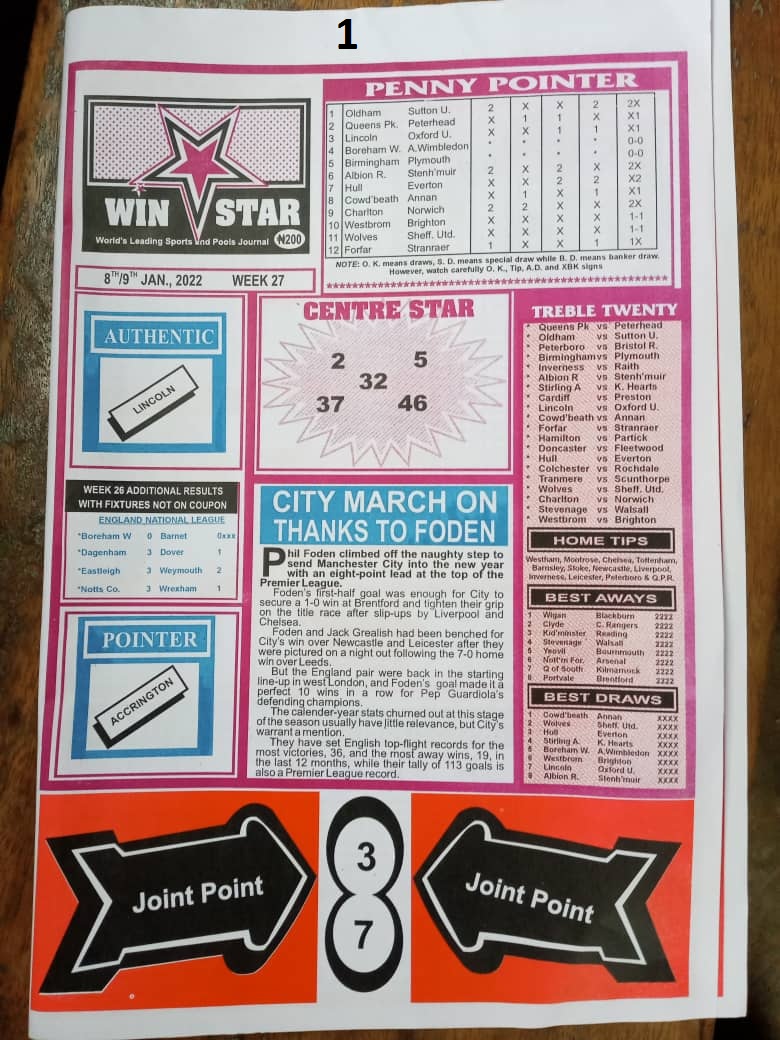 1
WIN STAR
World's Leading Sports and Pools Journal ₦200
8TH/9TH JAN., 2022 WEEK 27
PENNY POINTER
1 Oldham Sutton U. 2 X X 2 2X
2 Queens Pk. Peterhead X 1 1 X X1
3 Lincoln Oxford U. X X 1 1 X1
4 Boreham W. A.Wimbledon * * * * 0-0
5 Birmingham Plymouth * * * * 0-0
6 Albion R. Stenh'muir 2 X 2 X 2X
7 Hull Everton X X 2 2 X2
8 Cowd'beath Annan X 1 X 1 X1
9 Charlton Norwich 2 2 X X 2X
10 Westbrom Brighton X X X X 1-1
11 Wolves Sheff. Utd. X X X X 1-1
12 Forfar Stranraer 1 X X 1 1X
NOTE: O. K. means draws, S. D. means special draw while B. D. means banker draw.
However, watch carefully O. K., Tip, A.D. and XBK signs
AUTHENTIC
LINCOLN
CENTRE STAR
2 5
32
37 46
TREBLE TWENTY
* Queens Pk vs Peterhead
* Oldham vs Sutton U.
* Peterboro vs Bristol R.
* Birmingham vs Plymouth
* Inverness vs Raith
* Albion R vs Stenh'muir
* Stirling A vs K. Hearts
* Cardiff vs Preston
* Lincoln vs Oxford U.
* Cowd'beath vs Annan
* Forfar vs Stranraer
* Hamilton vs Partick
* Doncaster vs Fleetwood
* Hull vs Everton
* Colchester vs Rochdale
* Tranmere vs Scunthorpe
* Wolves vs Sheff. Utd.
* Charlton vs Norwich
* Stevenage vs Walsall
* Westbrom vs Brighton
WEEK 26 ADDITIONAL RESULTS
WITH FIXTURES NOT ON COUPON
ENGLAND NATIONAL LEAGUE
*Boreham W 0 Barnet 0xxx
*Dagenham 3 Dover 1
*Eastleigh 3 Weymouth 2
*Notts Co. 3 Wrexham 1
POINTER
ACCRINGTON
CITY MARCH ON
THANKS TO FODEN
Phil Foden climbed off the naughty step to
send Manchester City into the new year
with an eight-point lead at the top of the
Premier League.
Foden's first-half goal was enough for City to
secure a 1-0 win at Brentford and tighten their grip
on the title race after slip-ups by Liverpool and
Chelsea.
Foden and Jack Grealish had been benched for
City's win over Newcastle and Leicester after they
were pictured on a night out following the 7-0 home
win over Leeds.
But the England pair were back in the starting
line-up in west London, and Foden's goal made it a
perfect 10 wins in a row for Pep Guardiola's
defending champions.
The calender-year stats churned out at this stage
of the season usually have little relevance, but City's
warrant a mention.
They have set English top-flight records for the
most victories, 36, and the most away wins, 19, in
the last 12 months, while their tally of 113 goals is
also a Premier League record.
HOME TIPS
Westham, Montrose, Chelsea, Tottenham,
Barnsley, Stoke, Newcastle, Liverpool,
Inverness, Leicester, Peterboro & Q.P.R.
BEST AWAYS
1 Wigan Blackburn 2222
2 Clyde C. Rangers 2222
3 Kid'minster Reading 2222
4 Stevenage Walsall 2222
5 Yeovil Bournmouth 2222
6 Nott'n For. Arsenal 2222
7 Q of South Kilmarnock 2222
8 Portvale Brentford 2222
BEST DRAWS
1 Cowd'beath Annan XXXX
2 Wolves Sheff. Utd. XXXX
3 Hull Everton XXXX
4 Stirling A. K. Hearts XXXX
5 Boreham W. A.Wimbledon XXXX
6 Westbrom Brighton XXXX
7 Lincoln Oxford U. XXXX
8 Albion R. Stenh'muir XXXX
Joint Point
3
7
Joint Point